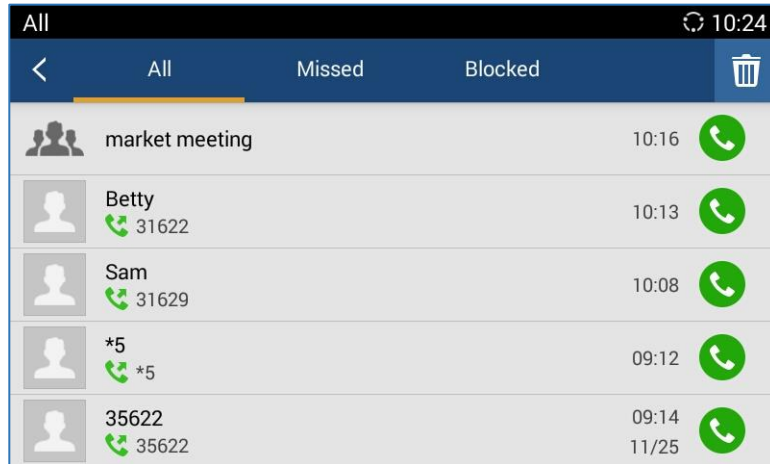 All 10:24
All Missed Blocked
market meeting 10:16
Betty
31622 10:13
Sam
31629 10:08
*5
*5 09:12
35622 09:14
35622 11/25